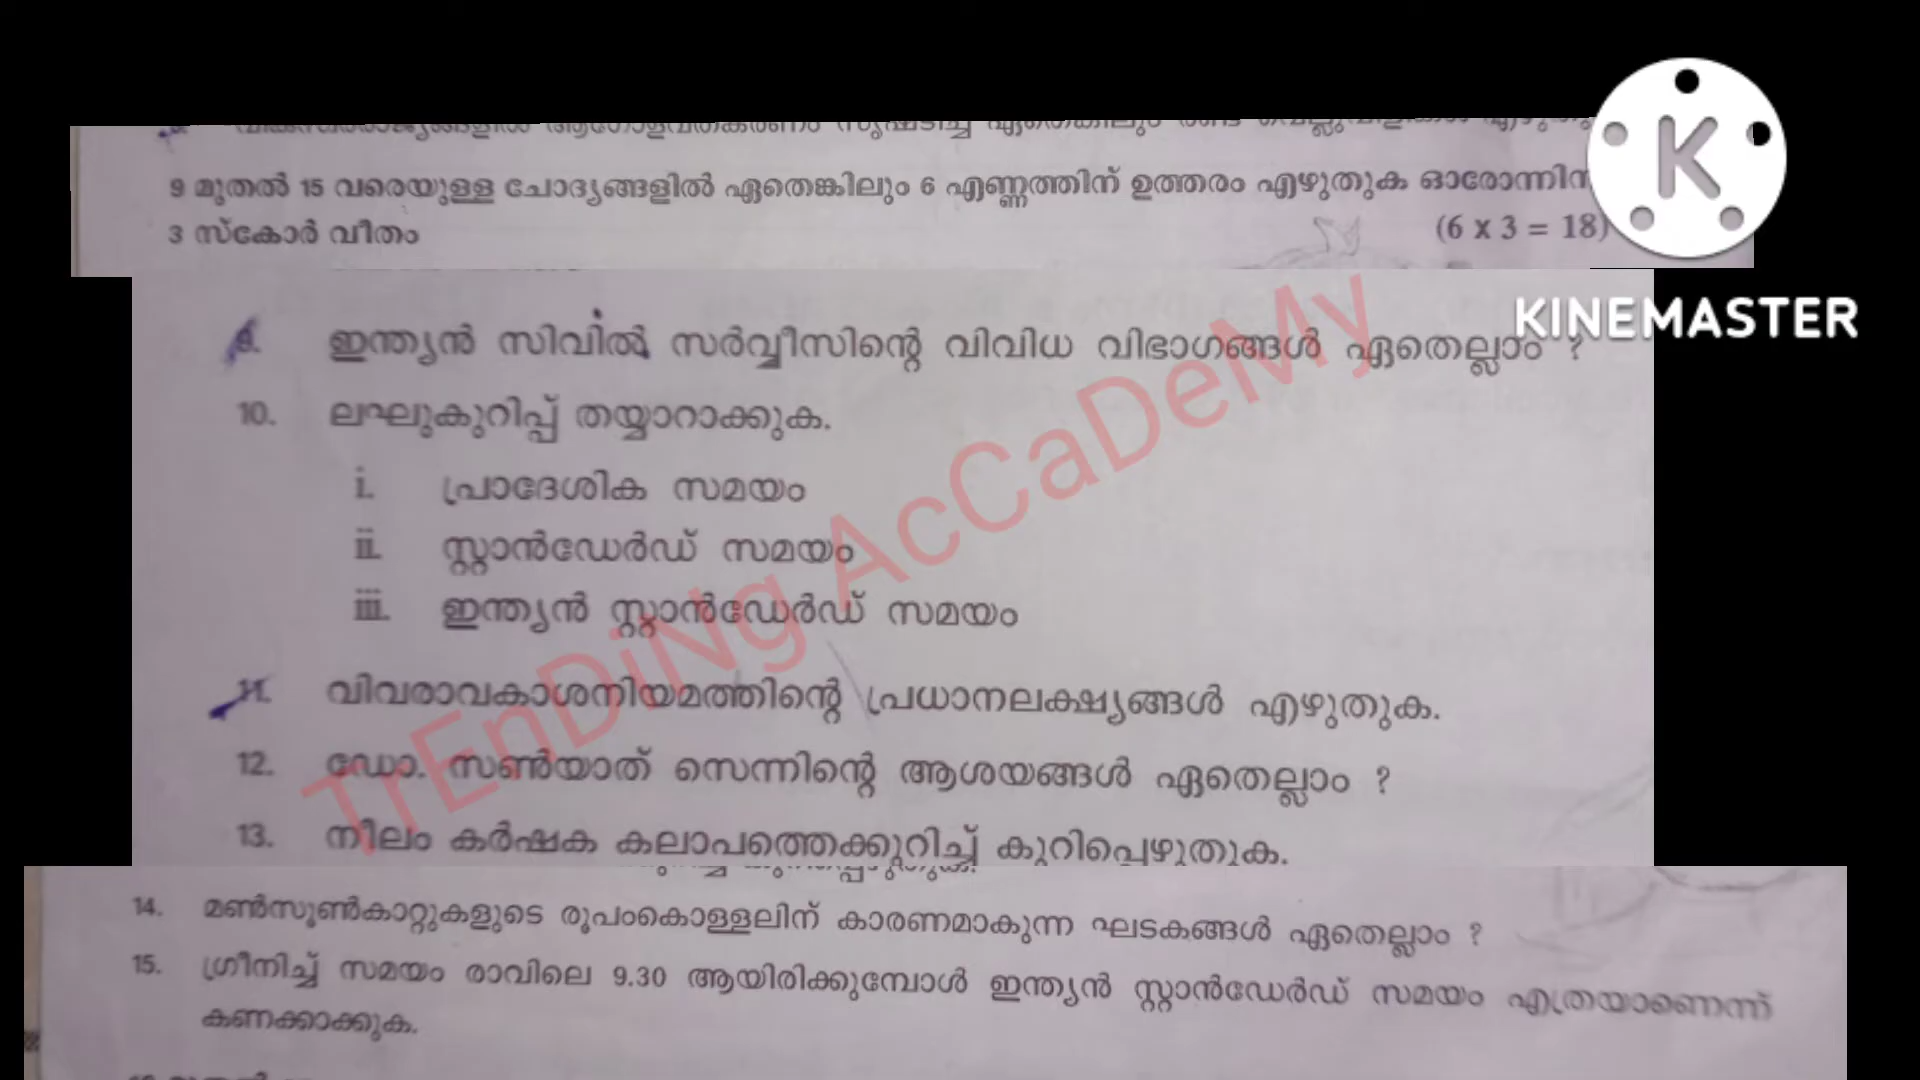 9 മുതൽ 15 വരെയുള്ള ചോദ്യങ്ങളിൽ ഏതെങ്കിലും 6 എണ്ണത്തിന് ഉത്തരം എഴുതുക
3 സ്കോർ വീതം
(6 x 3 = 18)
K
KINEMASTER
9. ഇന്ത്യൻ സിവിൽ സർവ്വീസിന്റെ വിവിധ വിഭാഗങ്ങൾ ഏതെല്ലാം ?
10. ലഘുകുറിപ്പ് തയ്യാറാക്കുക.
i. പ്രാദേശിക സമയം
ii. സ്റ്റാൻഡേർഡ് സമയം
iii. ഇന്ത്യൻ സ്റ്റാൻഡേർഡ് സമയം
11. വിവരാവകാശനിയമത്തിന്റെ പ്രധാനലക്ഷ്യങ്ങൾ എഴുതുക.
12. ഡോ. സൺയാത് സെന്നിന്റെ ആശയങ്ങൾ ഏതെല്ലാം ?
13. നീലം കർഷക കലാപത്തെക്കുറിച്ച് കുറിപ്പെഴുതുക.
TrEnDiNg AcCaDeMy
14. മൺസൂൺകാറ്റുകളുടെ രൂപംകൊള്ളലിന് കാരണമാകുന്ന ഘടകങ്ങൾ ഏതെല്ലാം ?
15. ഗ്രീനിച്ച് സമയം രാവിലെ 9.30 ആയിരിക്കുമ്പോൾ ഇന്ത്യൻ സ്റ്റാൻഡേർഡ് സമയം എത്രയാണെന്ന്
കണക്കാക്കുക.